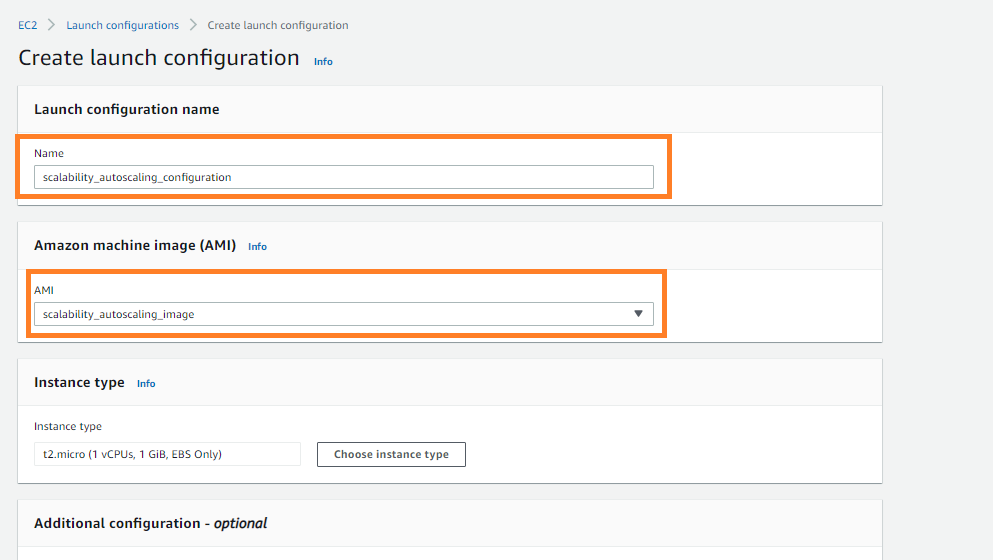 EC2 > Launch configurations > Create launch configuration
Create launch configuration Info
Launch configuration name
Name
scalability_autoscaling_configuration
Amazon machine image (AMI) Info
AMI
scalability_autoscaling_image
Instance type Info
Instance type
t2.micro (1 vCPUs, 1 GiB, EBS Only) Choose instance type
Additional configuration - optional